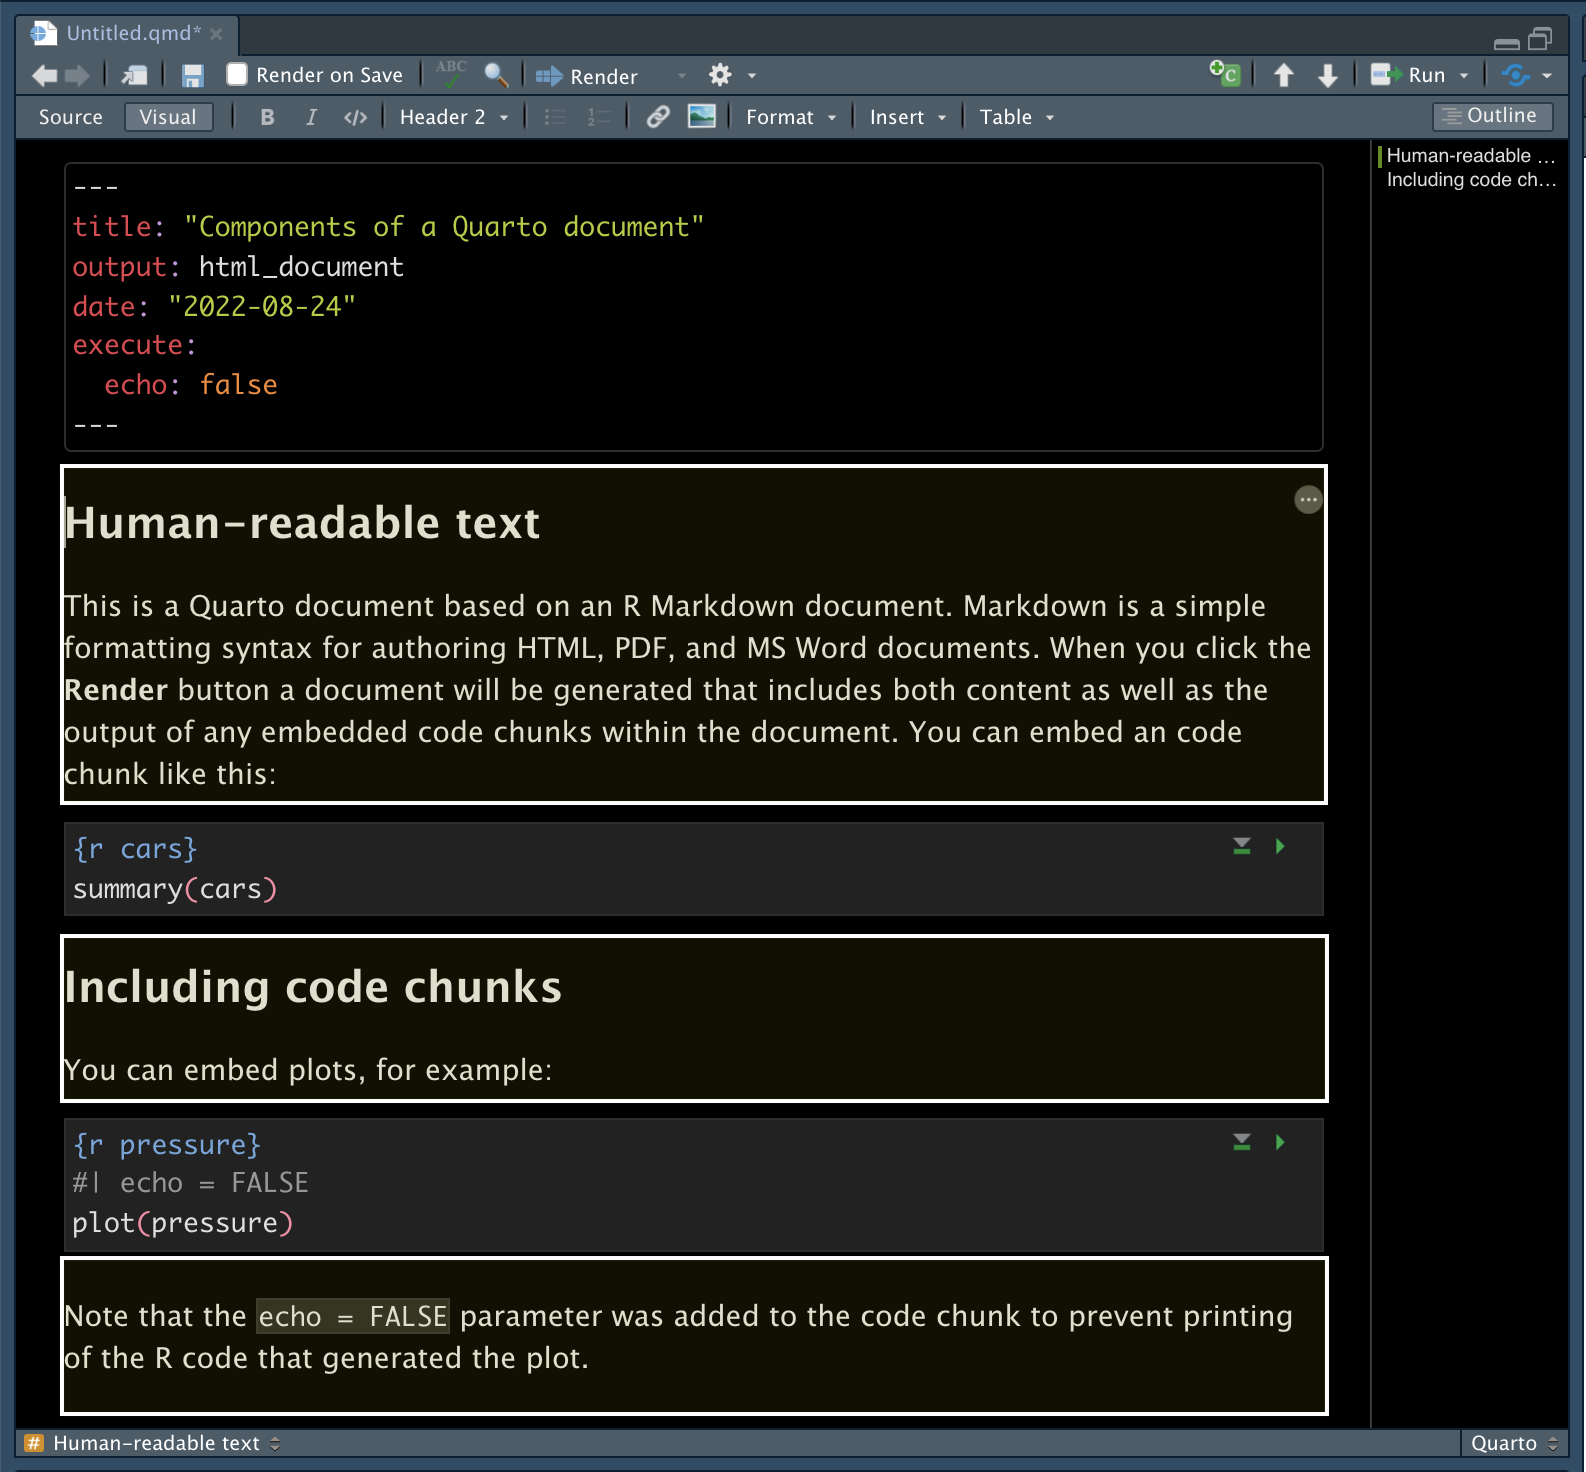 Untitled.qmd*
Render on Save ABC Render Run
Source Visual B I </> Header 2 Format Insert Table Outline
Human-readable ...
Including code ch...
---
title: "Components of a Quarto document"
output: html_document
date: "2022-08-24"
execute:
  echo: false
---
Human-readable text
This is a Quarto document based on an R Markdown document. Markdown is a simple
formatting syntax for authoring HTML, PDF, and MS Word documents. When you click the
Render button a document will be generated that includes both content as well as the
output of any embedded code chunks within the document. You can embed an code
chunk like this:
{r cars}
summary(cars)
Including code chunks
You can embed plots, for example:
{r pressure}
#| echo = FALSE
plot(pressure)
Note that the echo = FALSE parameter was added to the code chunk to prevent printing
of the R code that generated the plot.
# Human-readable text
Quarto